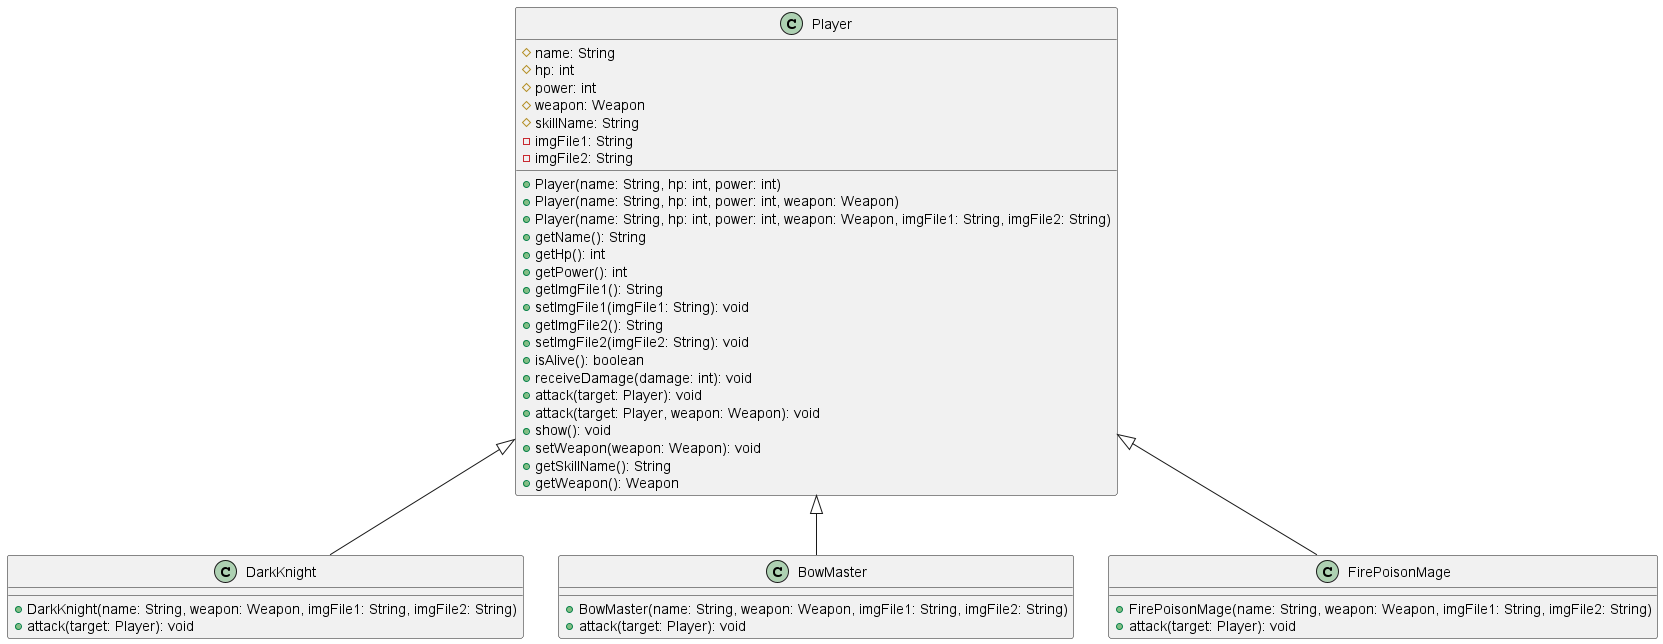 C Player
name: String
hp: int
power: int
weapon: Weapon
skillName: String
imgFile1: String
imgFile2: String
Player(name: String, hp: int, power: int)
Player(name: String, hp: int, power: int, weapon: Weapon)
Player(name: String, hp: int, power: int, weapon: Weapon, imgFile1: String, imgFile2: String)
getName(): String
getHp(): int
getPower(): int
getImgFile1(): String
setImgFile1(imgFile1: String): void
getImgFile2(): String
setImgFile2(imgFile2: String): void
isAlive(): boolean
receiveDamage(damage: int): void
attack(target: Player): void
attack(target: Player, weapon: Weapon): void
show(): void
setWeapon(weapon: Weapon): void
getSkillName(): String
getWeapon(): Weapon
C DarkKnight
DarkKnight(name: String, weapon: Weapon, imgFile1: String, imgFile2: String)
attack(target: Player): void
C BowMaster
BowMaster(name: String, weapon: Weapon, imgFile1: String, imgFile2: String)
attack(target: Player): void
C FirePoisonMage
FirePoisonMage(name: String, weapon: Weapon, imgFile1: String, imgFile2: String)
attack(target: Player): void